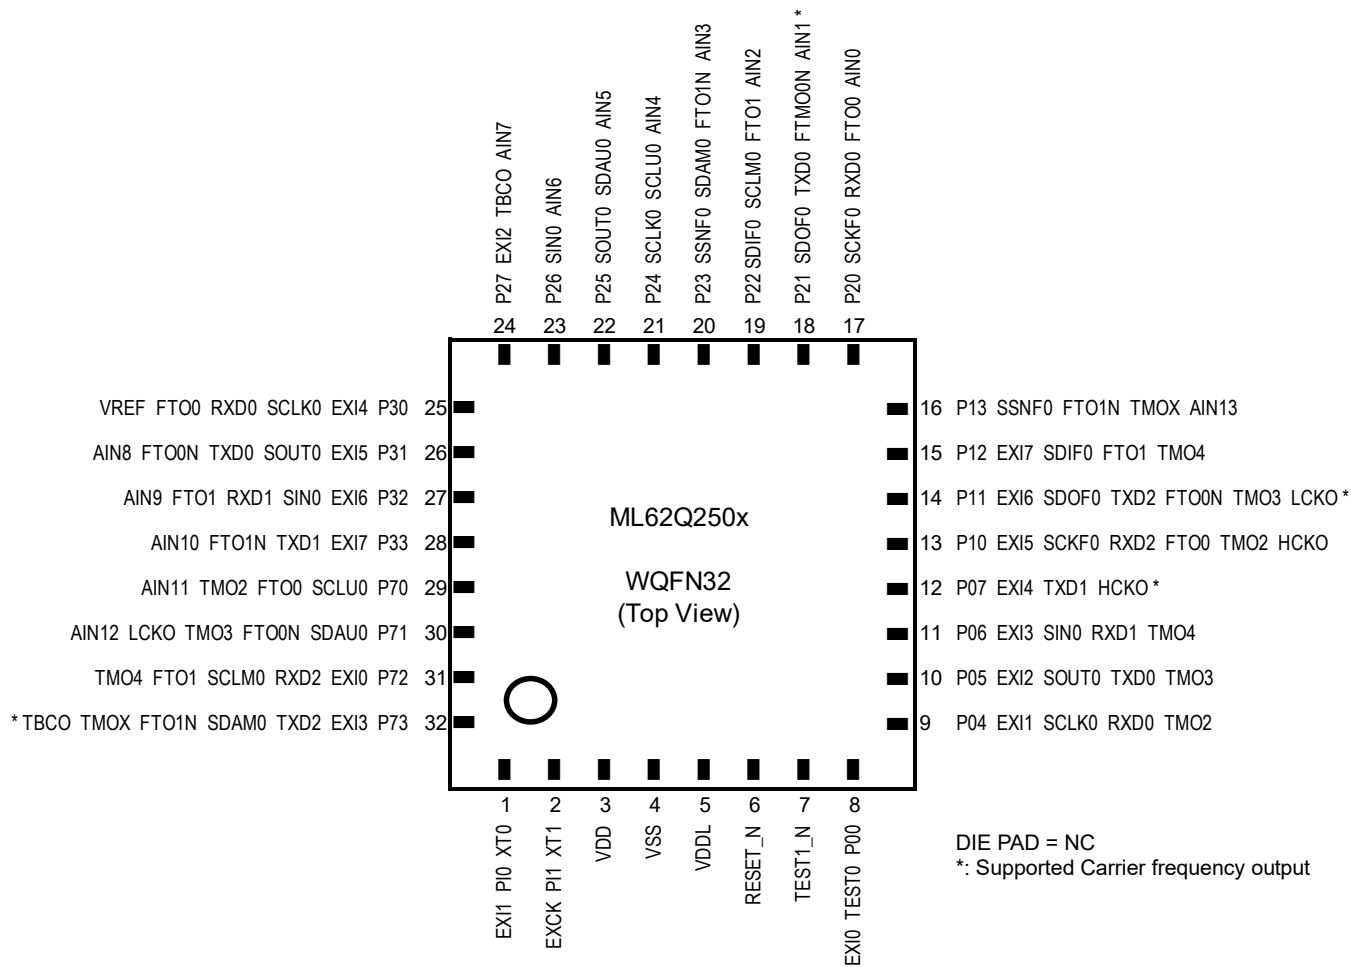 P27 EXI2 TBCO AIN7
P26 SIN0 AIN6
P25 SOUT0 SDAU0 AIN5
P24 SCLK0 SCLU0 AIN4
P23 SSNF0 SDAM0 FTO1N AIN3
P22 SDIF0 SCLM0 FTO1 AIN2
P21 SDOF0 TXD0 FTMO0N AIN1 *
P20 SCKF0 RXD0 FTO0 AIN0
24 23 22 21 20 19 18 17
VREF FTO0 RXD0 SCLK0 EXI4 P30 25
AIN8 FTO0N TXD0 SOUT0 EXI5 P31 26
AIN9 FTO1 RXD1 SIN0 EXI6 P32 27
AIN10 FTO1N TXD1 EXI7 P33 28
AIN11 TMO2 FTO0 SCLU0 P70 29
AIN12 LCKO TMO3 FTO0N SDAU0 P71 30
TMO4 FTO1 SCLM0 RXD2 EXI0 P72 31
* TBCO TMOX FTO1N SDAM0 TXD2 EXI3 P73 32
ML62Q250x
WQFN32
(Top View)
16 P13 SSNF0 FTO1N TMOX AIN13
15 P12 EXI7 SDIF0 FTO1 TMO4
14 P11 EXI6 SDOF0 TXD2 FTO0N TMO3 LCKO *
13 P10 EXI5 SCKF0 RXD2 FTO0 TMO2 HCKO
12 P07 EXI4 TXD1 HCKO *
11 P06 EXI3 SIN0 RXD1 TMO4
10 P05 EXI2 SOUT0 TXD0 TMO3
9 P04 EXI1 SCLK0 RXD0 TMO2
1 2 3 4 5 6 7 8
EXI1 PI0 XT0
EXCK PI1 XT1
VDD
VSS
VDDL
RESET_N
TEST1_N
EXI0 TEST0 P00
DIE PAD = NC
*: Supported Carrier frequency output